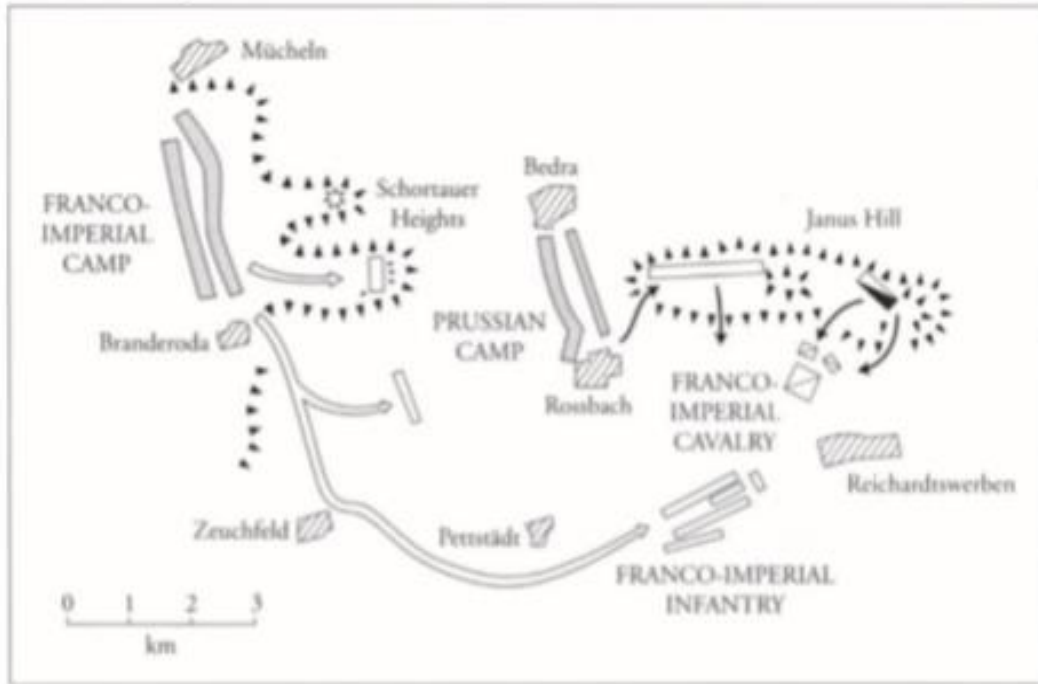 Mücheln
FRANCO-
IMPERIAL
CAMP
Schortauer
Heights
Branderoda
Bedra
PRUSSIAN
CAMP
Rossbach
Janus Hill
FRANCO-
IMPERIAL
CAVALRY
Reichardtswerben
Zeuchfeld
Pettstädt
FRANCO-IMPERIAL
INFANTRY
0 1 2 3
km